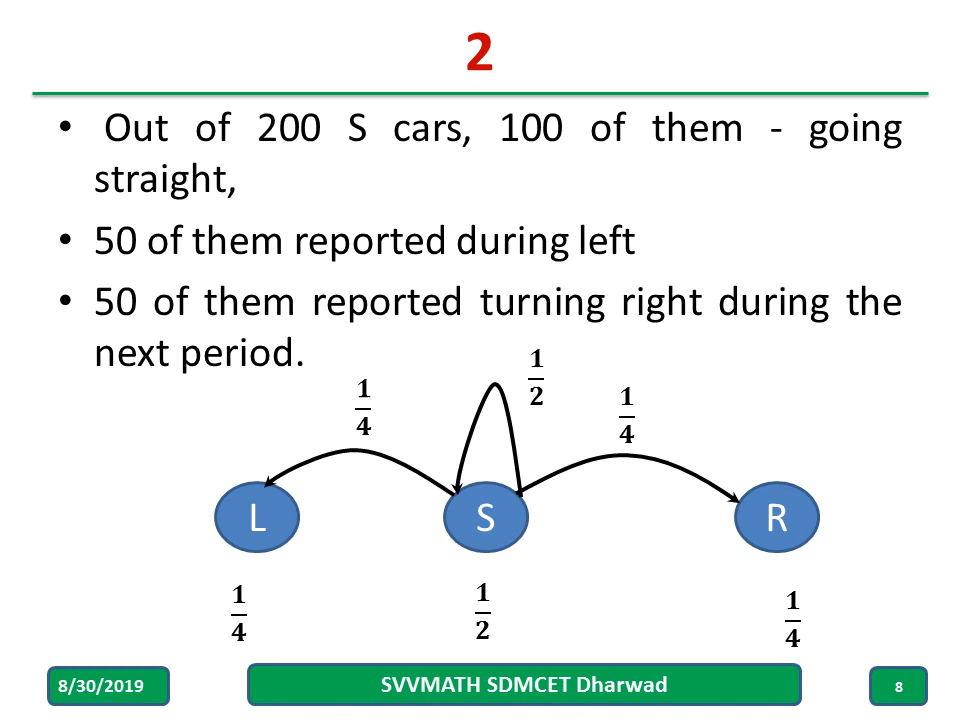 2
• Out of 200 S cars, 100 of them - going
straight,
• 50 of them reported during left
• 50 of them reported turning right during the
next period.
1/2
1/4
1/4
L S R
1/4 1/2 1/4
8/30/2019 SVVMATH SDMCET Dharwad 8